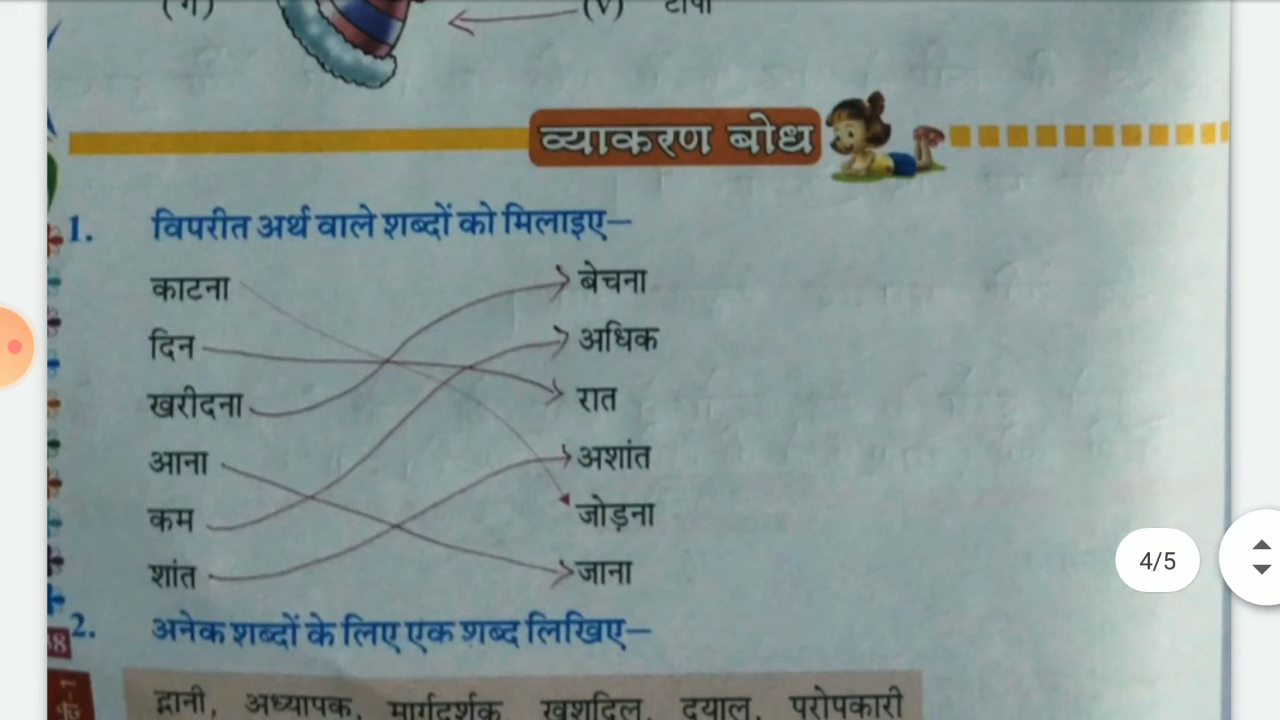 (ग) (v) टोपी
व्याकरण बोध
1. विपरीत अर्थ वाले शब्दों को मिलाइए–
काटना बेचना
दिन अधिक
खरीदना रात
आना अशांत
कम जोड़ना
शांत जाना
4/5
2. अनेक शब्दों के लिए एक शब्द लिखिए–
अध्यापक, मार्गदर्शक, खुशदिल, दयालु, परोपकारी